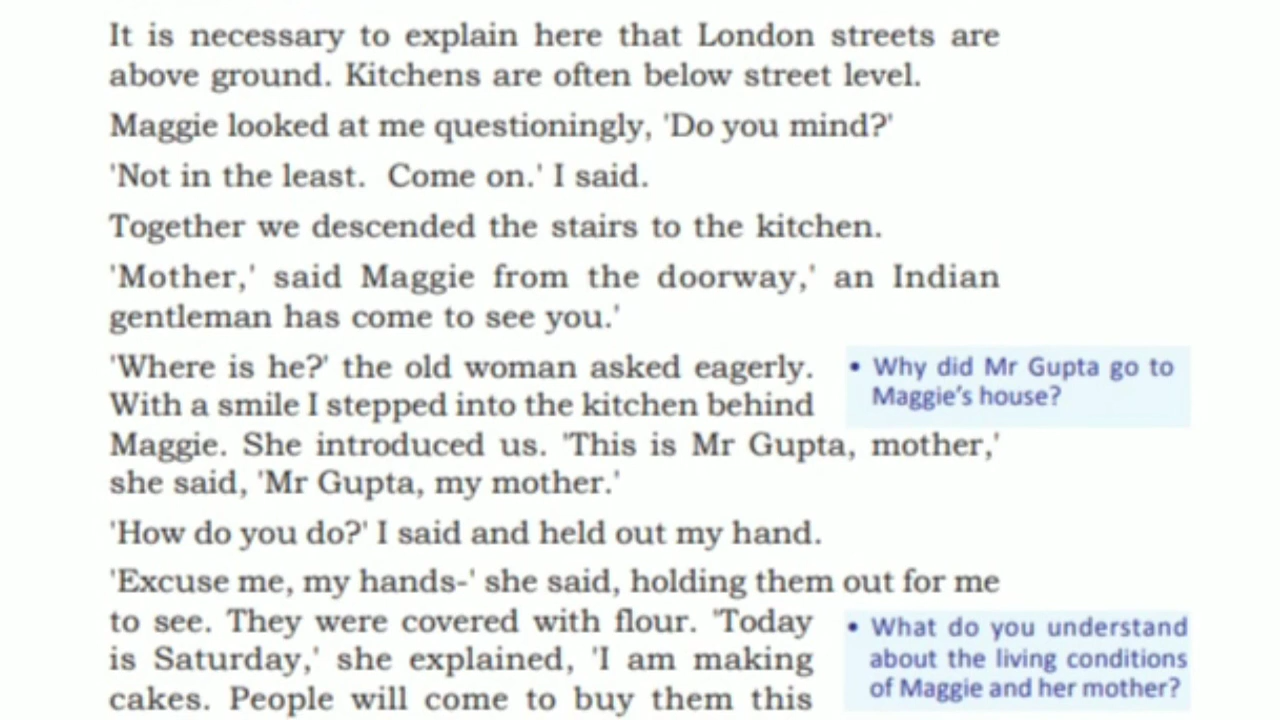 It is necessary to explain here that London streets are
above ground. Kitchens are often below street level.
Maggie looked at me questioningly, 'Do you mind?'
'Not in the least.  Come on.' I said.
Together we descended the stairs to the kitchen.
'Mother,' said Maggie from the doorway,' an Indian
gentleman has come to see you.'
'Where is he?' the old woman asked eagerly.
With a smile I stepped into the kitchen behind
Maggie. She introduced us. 'This is Mr Gupta, mother,'
she said, 'Mr Gupta, my mother.'
'How do you do?' I said and held out my hand.
'Excuse me, my hands-' she said, holding them out for me
to see. They were covered with flour. 'Today
is Saturday,' she explained, 'I am making
cakes. People will come to buy them this
• Why did Mr Gupta go to
Maggie's house?
• What do you understand
about the living conditions
of Maggie and her mother?